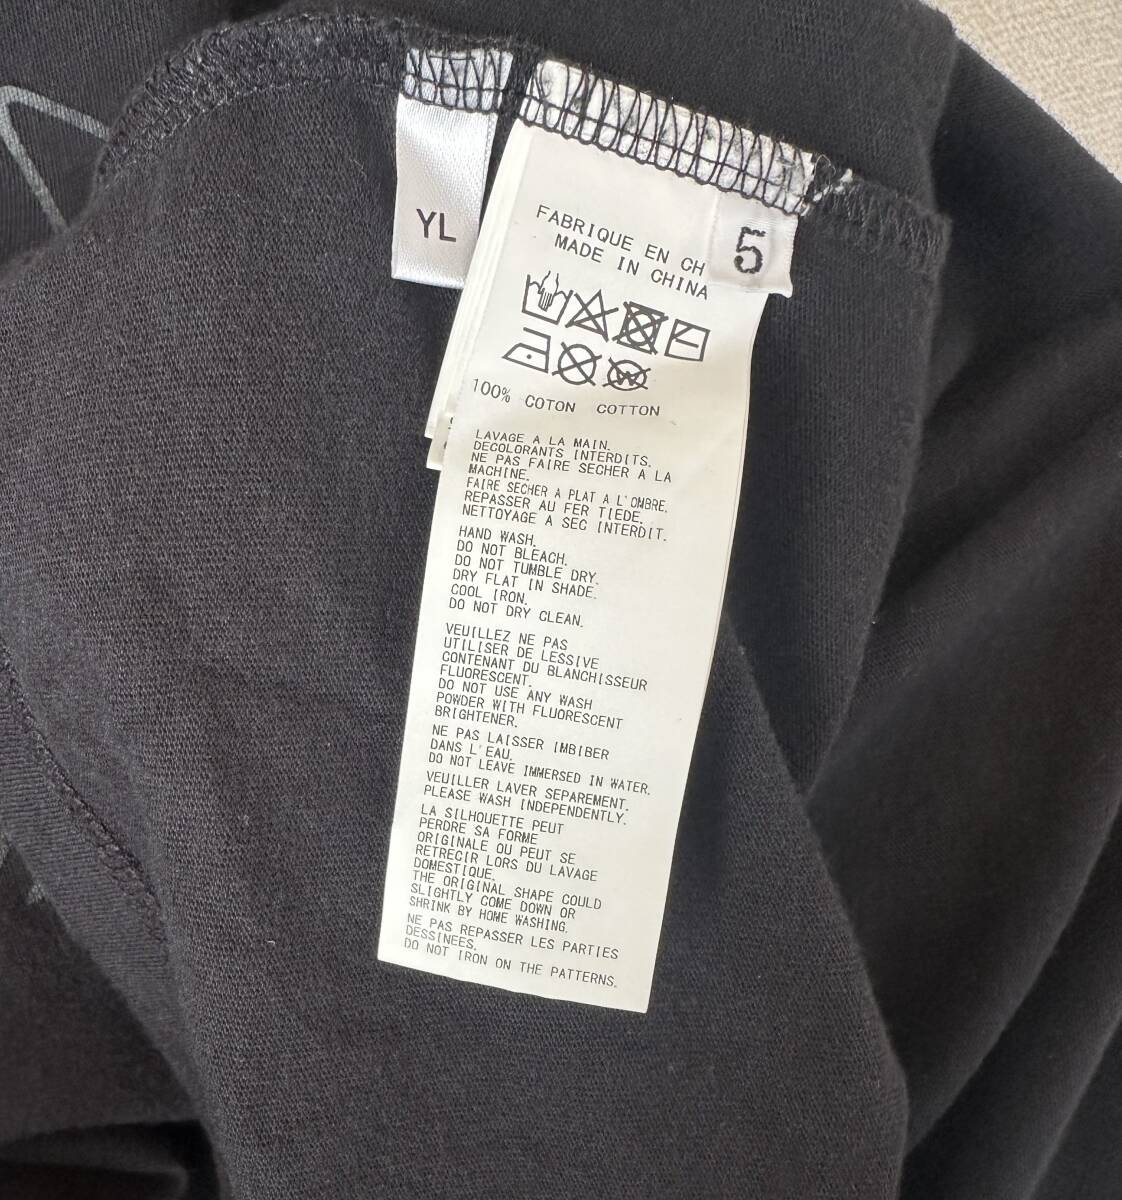 YL
5
FABRIQUE EN CH
MADE IN CHINA
100% COTON COTTON
LAVAGE A LA MAIN.
DECOLORANTS INTERDITS.
NE PAS FAIRE SECHER A LA
MACHINE.
FAIRE SECHER A PLAT A L'OMBRE.
REPASSER AU FER TIEDE.
NETTOYAGE A SEC INTERDIT.
HAND WASH.
DO NOT BLEACH.
DO NOT TUMBLE DRY.
DRY FLAT IN SHADE.
COOL IRON.
DO NOT DRY CLEAN.
VEUILLEZ NE PAS
UTILISER DE LESSIVE
CONTENANT DU BLANCHISSEUR
FLUORESCENT.
DO NOT USE ANY WASH
POWDER WITH FLUORESCENT
BRIGHTENER.
NE PAS LAISSER IMBIBER
DANS L'EAU.
DO NOT LEAVE IMMERSED IN WATER.
VEUILLER LAVER SEPAREMENT.
PLEASE WASH INDEPENDENTLY.
LA SILHOUETTE PEUT
PERDRE SA FORME
ORIGINALE OU PEUT SE
RETRECIR LORS DU LAVAGE
DOMESTIQUE.
THE ORIGINAL SHAPE COULD
SLIGHTLY COME DOWN OR
SHRINK BY HOME WASHING.
NE PAS REPASSER LES PARTIES
DESSINEES.
DO NOT IRON ON THE PATTERNS.